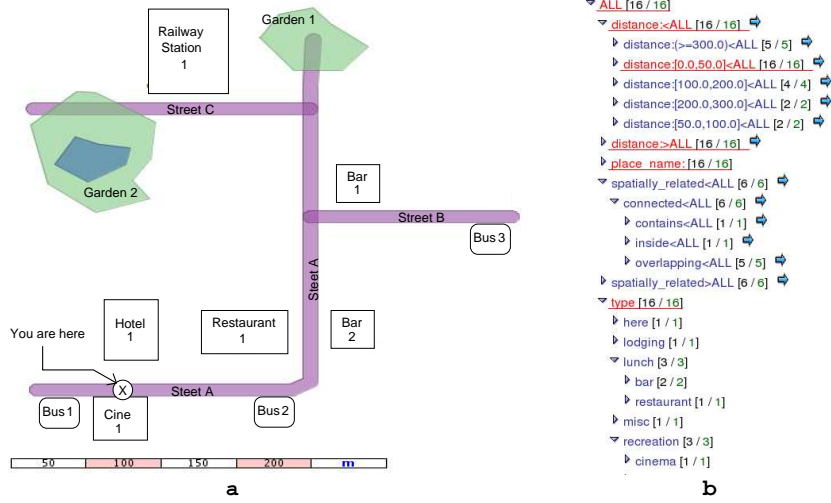 Garden 1
Railway
Station
1
Street C
Garden 2
Bar
1
Street B
Bus 3
Steet A
Hotel
1
Restaurant
1
Bar
2
You are here
X
Steet A
Bus 1
Cine
1
Bus 2
50 100 150 200 m
a
ALL [16 / 16]
distance:<ALL [16 / 16]
distance:(>=300.0)<ALL [5 / 5]
distance:[0.0,50.0]<ALL [16 / 16]
distance:[100.0,200.0]<ALL [4 / 4]
distance:[200.0,300.0]<ALL [2 / 2]
distance:[50.0,100.0]<ALL [2 / 2]
distance:>ALL [16 / 16]
place_name: [16 / 16]
spatially_related<ALL [6 / 6]
connected<ALL [6 / 6]
contains<ALL [1 / 1]
inside<ALL [1 / 1]
overlapping<ALL [5 / 5]
spatially_related>ALL [6 / 6]
type [16 / 16]
here [1 / 1]
lodging [1 / 1]
lunch [3 / 3]
bar [2 / 2]
restaurant [1 / 1]
misc [1 / 1]
recreation [3 / 3]
cinema [1 / 1]
b